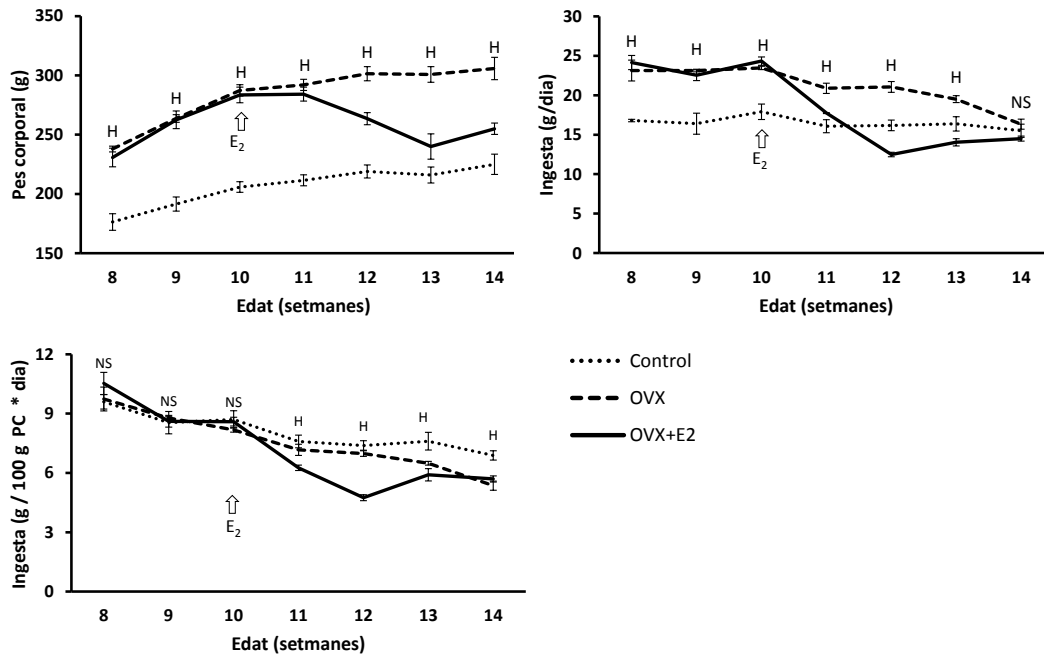 Pes corporal (g)
350
300
250
200
150
H
H
H
H
H
H
H
E2
8 9 10 11 12 13 14
Edat (setmanes)
Ingesta (g/dia)
30
25
20
15
10
5
0
H
H
H
H
H
H
NS
E2
8 9 10 11 12 13 14
Edat (setmanes)
Ingesta (g / 100 g PC * dia)
12
9
6
3
0
NS
NS
NS
H
H
H
H
E2
8 9 10 11 12 13 14
Edat (setmanes)
Control
OVX
OVX+E2